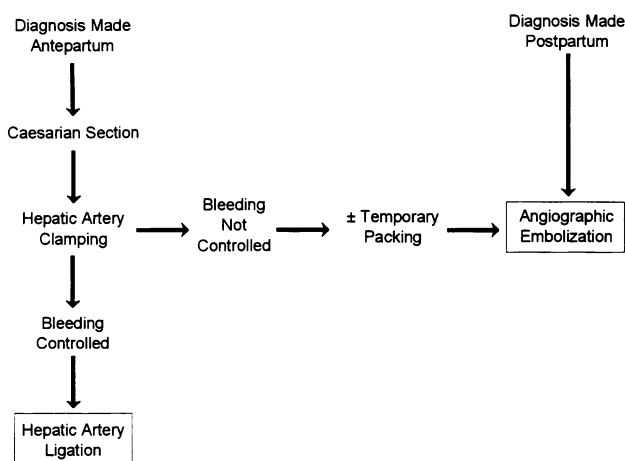 Diagnosis Made
Antepartum
Diagnosis Made
Postpartum
Caesarian Section
Hepatic Artery
Clamping
Bleeding
Not
Controlled
± Temporary
Packing
Angiographic
Embolization
Bleeding
Controlled
Hepatic Artery
Ligation